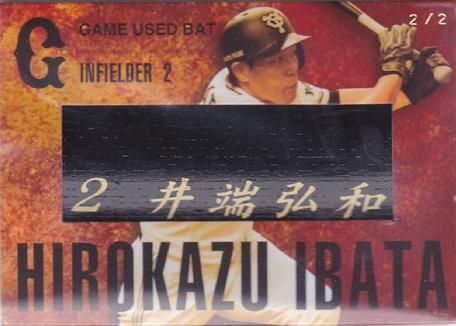 G GAME USED BAT 2/2
INFIELDER 2
2 井端弘和
HIROKAZU IBATA